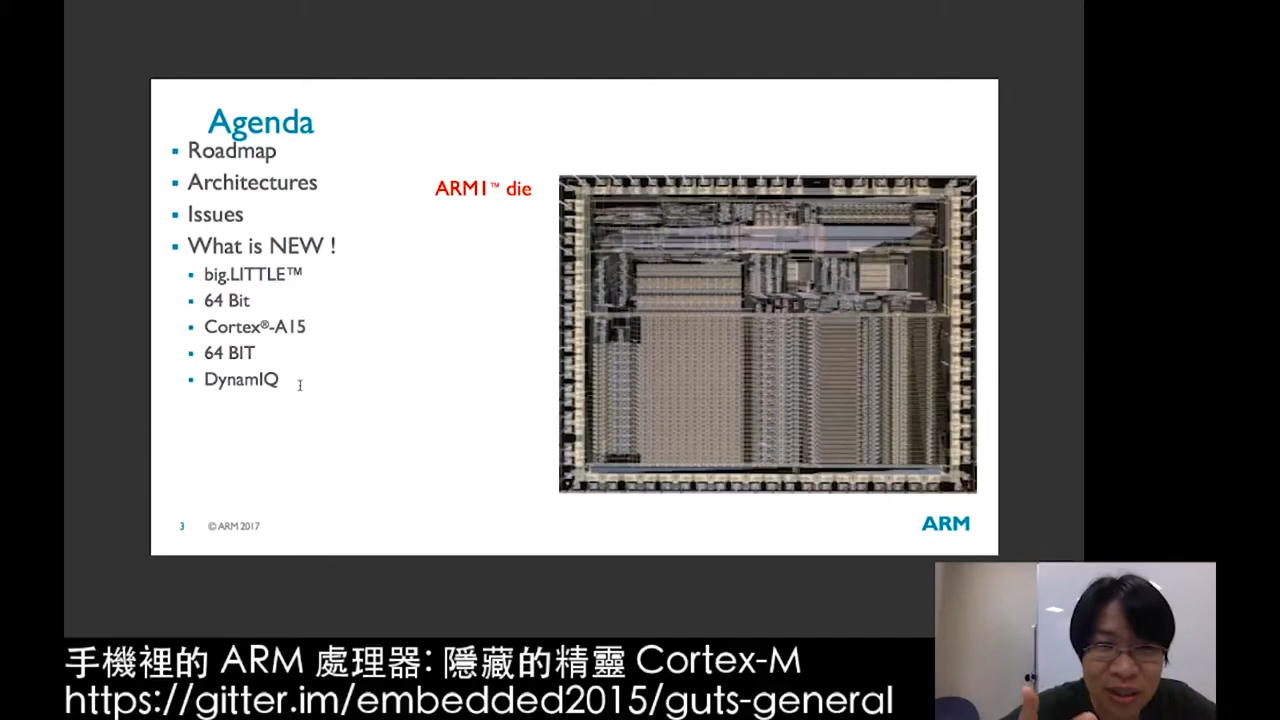 Agenda
Roadmap
Architectures
Issues
What is NEW !
big.LITTLE™
64 Bit
Cortex®-A15
64 BIT
DynamIQ
ARM1™ die
3 © ARM 2017
ARM
手機裡的 ARM 處理器: 隱藏的精靈 Cortex-M
https://gitter.im/embedded2015/guts-general